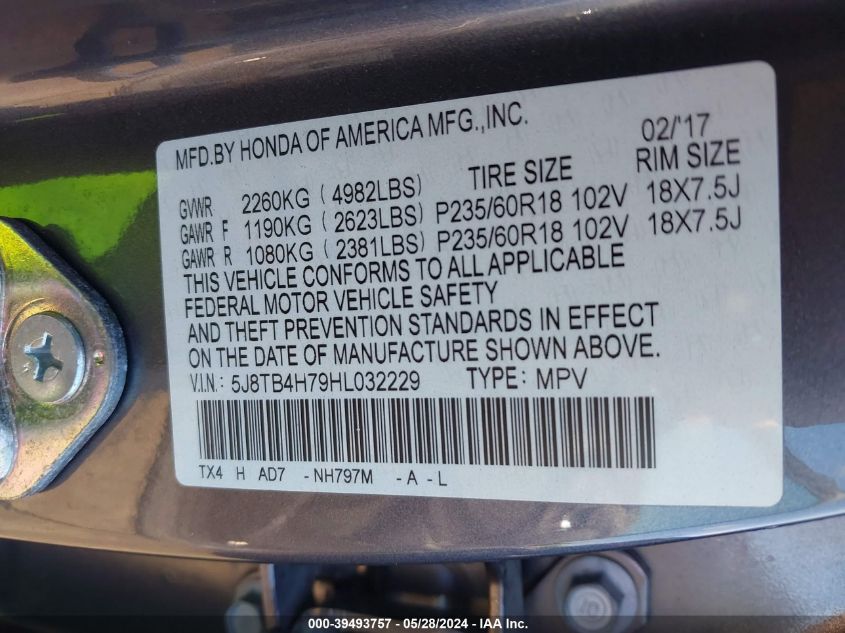 MFD.BY HONDA OF AMERICA MFG.,INC. 02/'17
TIRE SIZE RIM SIZE
GVWR 2260KG ( 4982LBS)
GAWR F 1190KG ( 2623LBS) P235/60R18 102V 18X7.5J
GAWR R 1080KG ( 2381LBS) P235/60R18 102V 18X7.5J
THIS VEHICLE CONFORMS TO ALL APPLICABLE
FEDERAL MOTOR VEHICLE SAFETY
AND THEFT PREVENTION STANDARDS IN EFFECT
ON THE DATE OF MANUFACTURE SHOWN ABOVE.
V.I.N: 5J8TB4H79HL032229 TYPE: MPV
TX4 H AD7 -NH797M -A-L
000-39493757 - 05/28/2024 - IAA Inc.